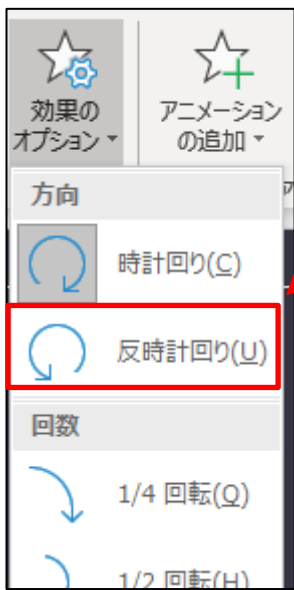 効果の
オプション
アニメーション
の追加
方向
時計回り(C)
反時計回り(U)
回数
1/4 回転(Q)
1/2 回転(H)